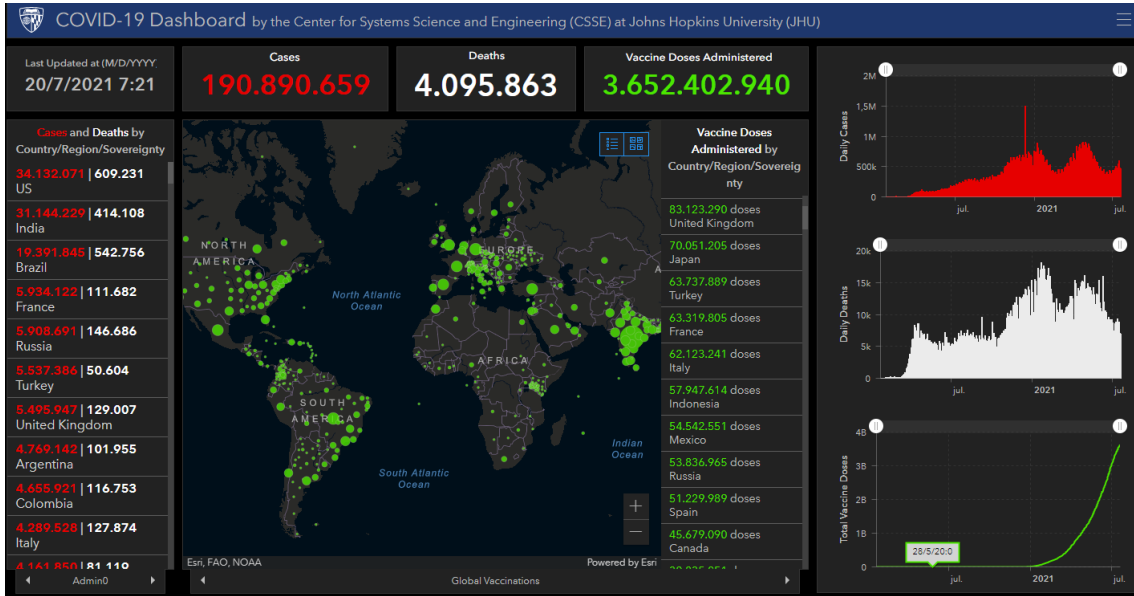 COVID-19 Dashboard by the Center for Systems Science and Engineering (CSSE) at Johns Hopkins University (JHU)
Last Updated at (M/D/YYYY
20/7/2021 7:21
Cases
190.890.659
Deaths
4.095.863
Vaccine Doses Administered
3.652.402.940
Cases and Deaths by
Country/Region/Sovereignty
34.132.071 | 609.231
US
31.144.229 | 414.108
India
19.391.845 | 542.756
Brazil
5.934.122 | 111.682
France
5.908.691 | 146.686
Russia
5.537.386 | 50.604
Turkey
5.495.947 | 129.007
United Kingdom
4.769.142 | 101.955
Argentina
4.655.921 | 116.753
Colombia
4.289.528 | 127.874
Italy
4.161.850 | 81.119
Admin0
NORTH
AMERICA
EUROPE
A
North Atlantic
Ocean
AFRICA
SOUTH
AMERICA
Indian
Ocean
South Atlantic
Ocean
+
−
Esri, FAO, NOAA
Powered by Esri
Global Vaccinations
Vaccine Doses
Administered by
Country/Region/Sovereig
nty
83.123.290 doses
United Kingdom
70.051.205 doses
Japan
63.737.889 doses
Turkey
63.319.805 doses
France
62.123.241 doses
Italy
57.947.614 doses
Indonesia
54.542.551 doses
Mexico
53.836.965 doses
Russia
51.229.989 doses
Spain
45.679.090 doses
Canada
Daily Cases
2M
1,5M
1M
500k
0
jul.
2021
jul.
Daily Deaths
20k
15k
10k
5k
0
jul.
2021
jul.
Total Vaccine Doses
4B
3B
2B
1B
0
28/5/20:0
jul.
2021
jul.